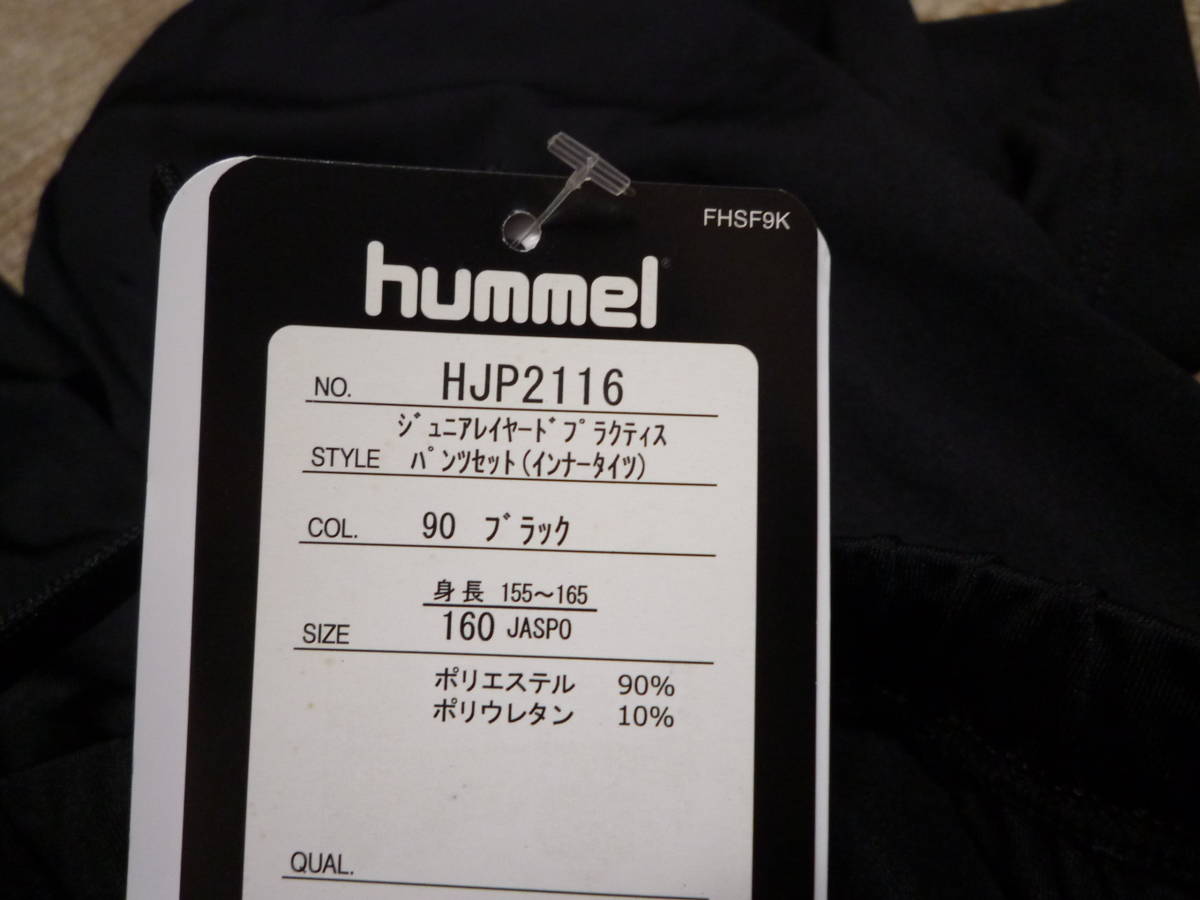 FHSF9K
hummel®
NO. HJP2116
ｼﾞｭﾆｱﾚｲﾔｰﾄﾞﾌﾟﾗｸﾃｨｽ
STYLE ﾊﾟﾝﾂｾｯﾄ(ｲﾝﾅｰﾀｲﾂ)
COL. 90 ﾌﾞﾗｯｸ
身長 155～165
SIZE 160 JASPO
ポリエステル 90%
ポリウレタン 10%
QUAL.